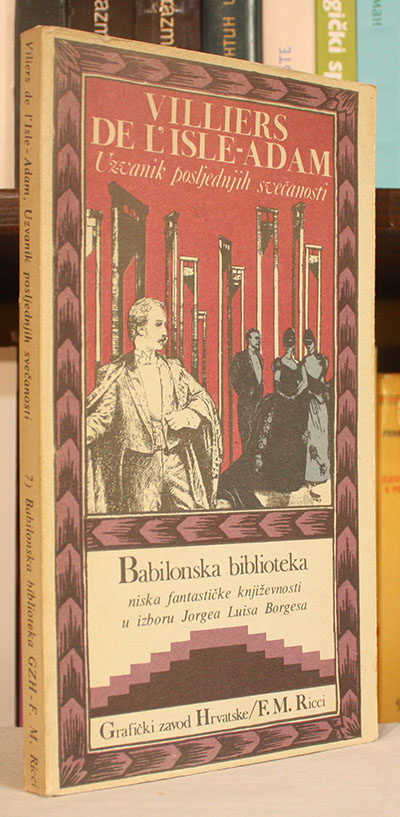 VILLIERS
DE L'ISLE-ADAM
Uzvanik posljednjih svečanosti
Babilonska biblioteka
niska fantastičke književnosti
u izboru Jorgea Luisa Borgesa
Grafički zavod Hrvatske/F. M. Ricci
Villiers de l'Isle-Adam. Uzvanik posljednjih svečanosti 7) Babilonska biblioteka GZH-F. M. Ricci